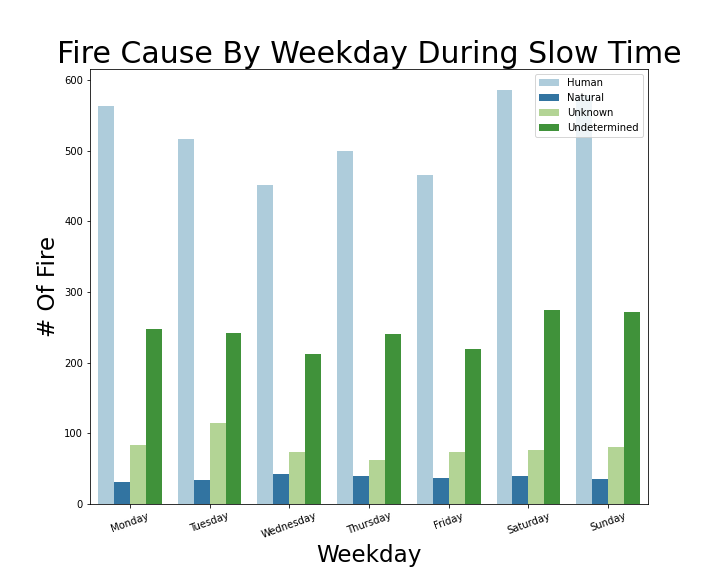 Fire Cause By Weekday During Slow Time
Human
Natural
Unknown
Undetermined
600
500
400
300
200
100
0
# Of Fire
Monday
Tuesday
Wednesday
Thursday
Friday
Saturday
Sunday
Weekday